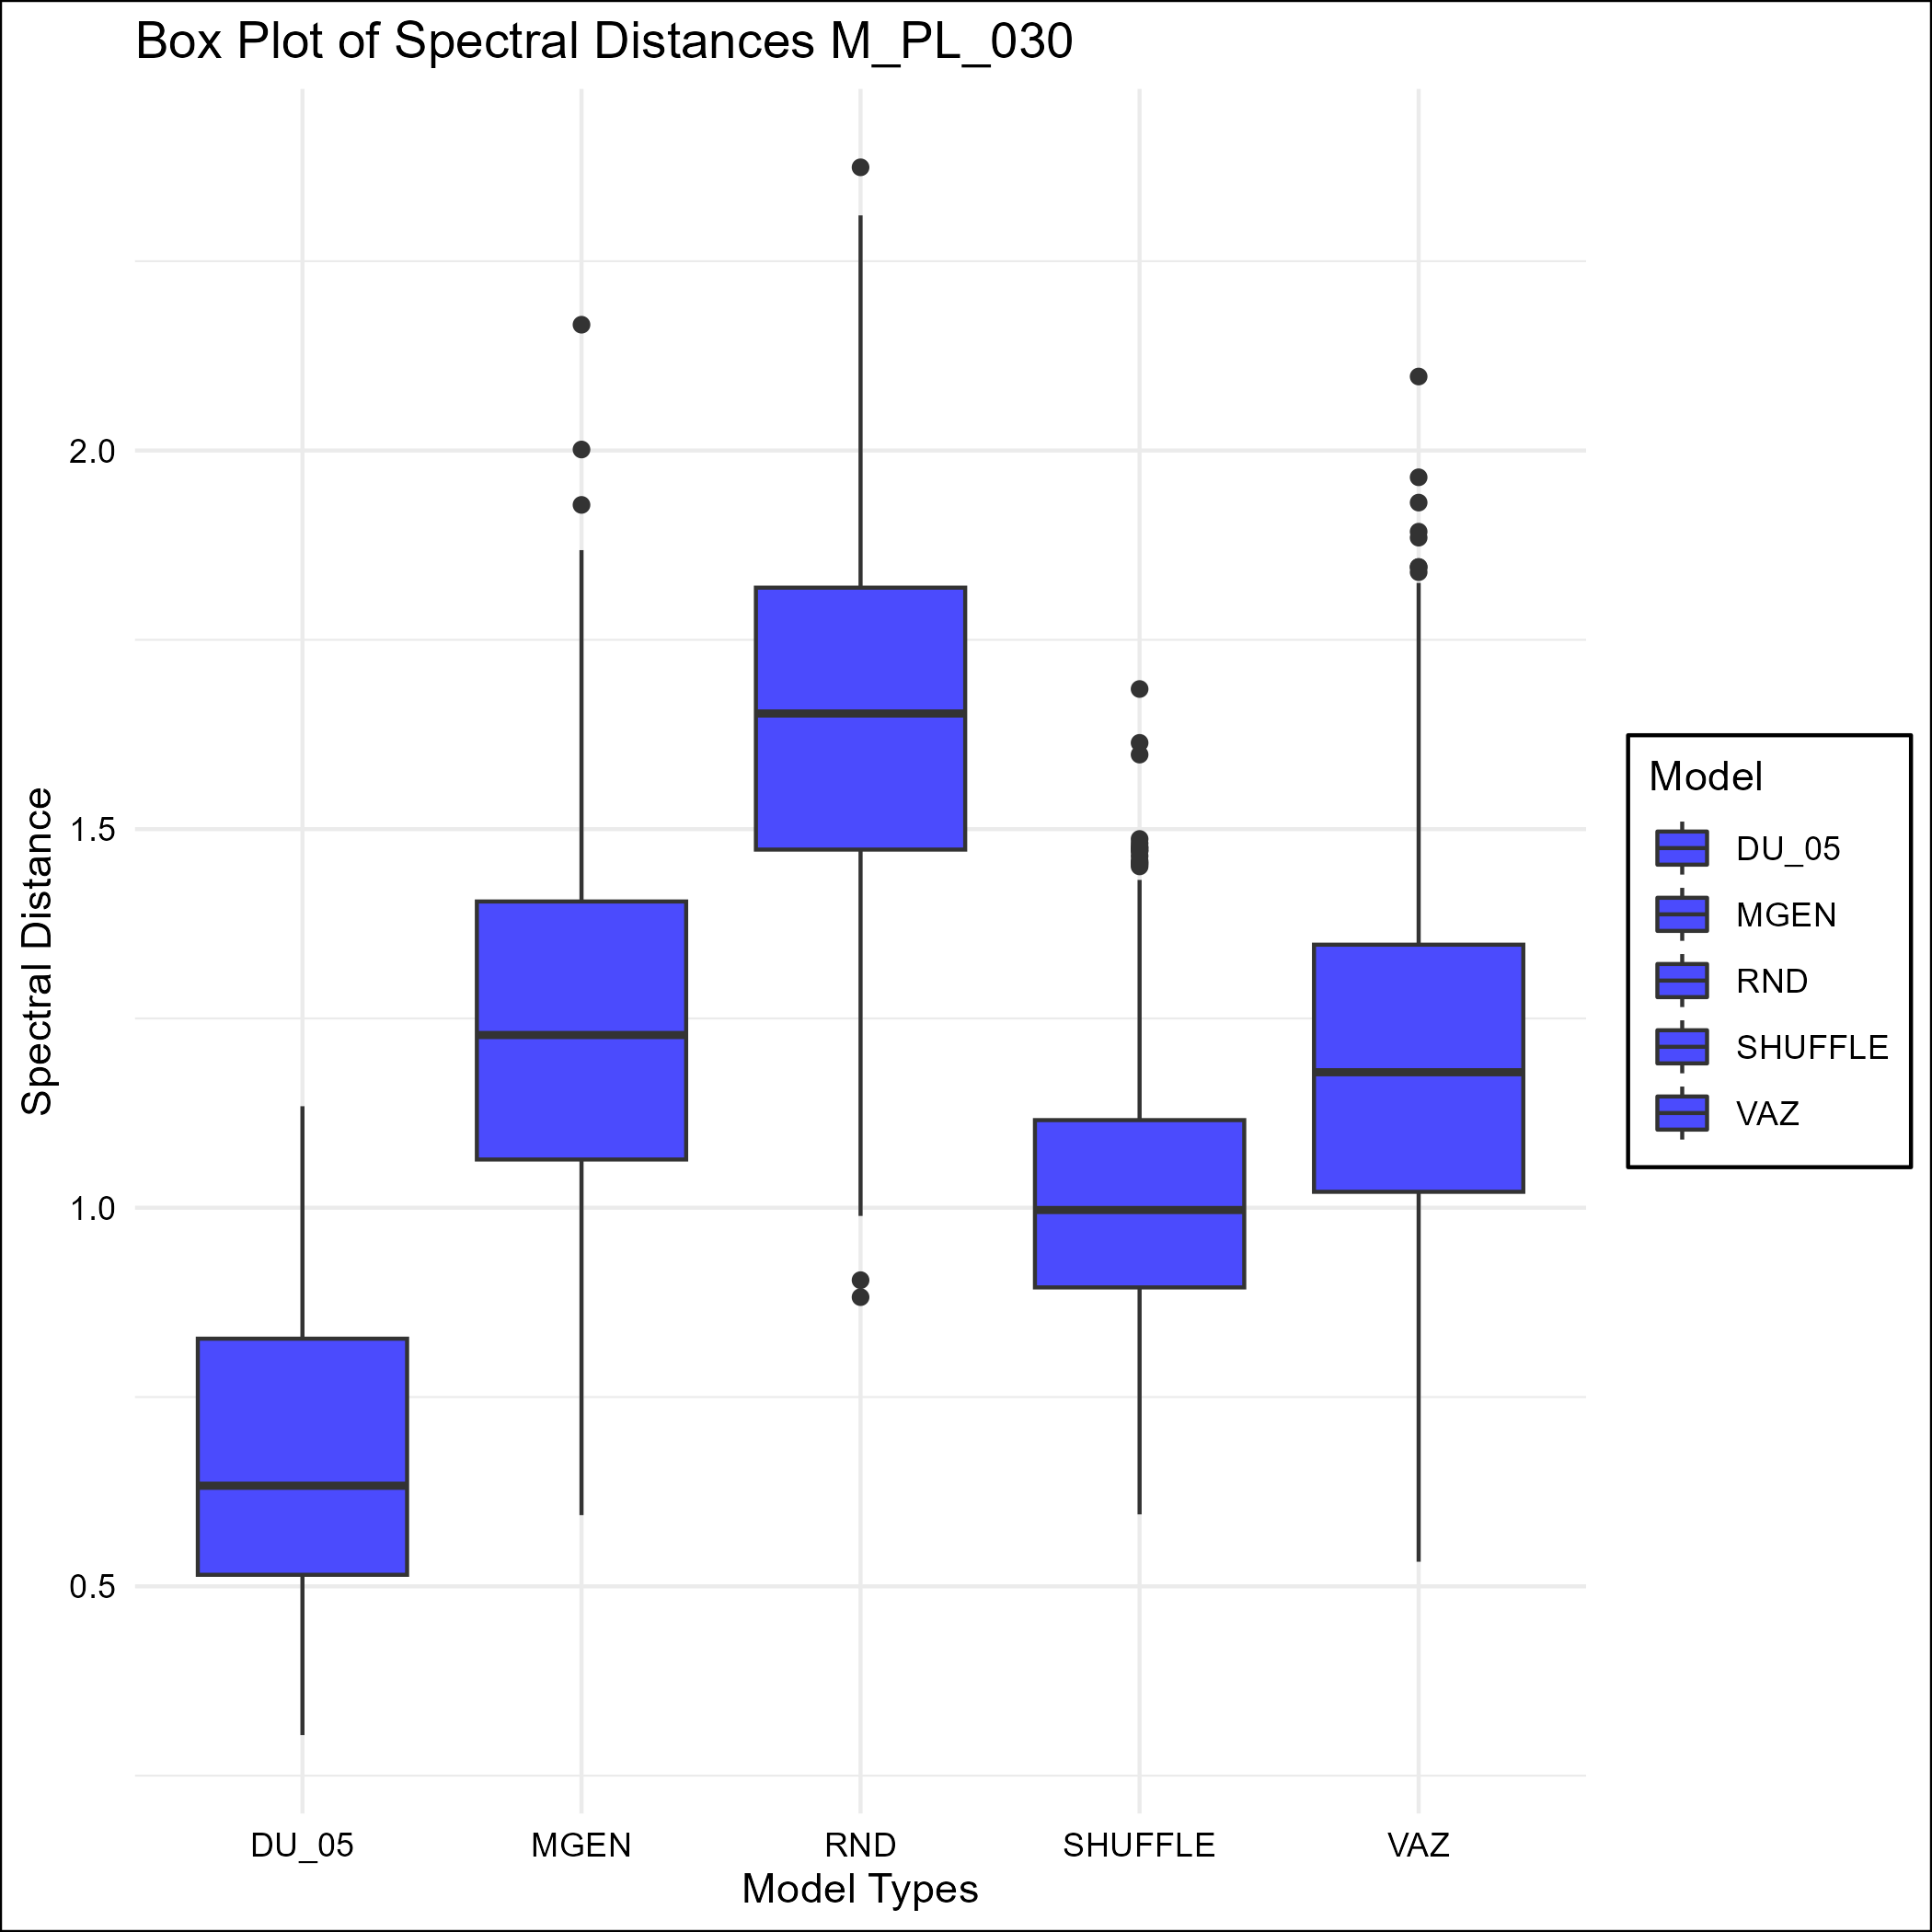 Box Plot of Spectral Distances M_PL_030
Spectral Distance
2.0
1.5
1.0
0.5
DU_05 MGEN RND SHUFFLE VAZ
Model Types
Model
DU_05
MGEN
RND
SHUFFLE
VAZ